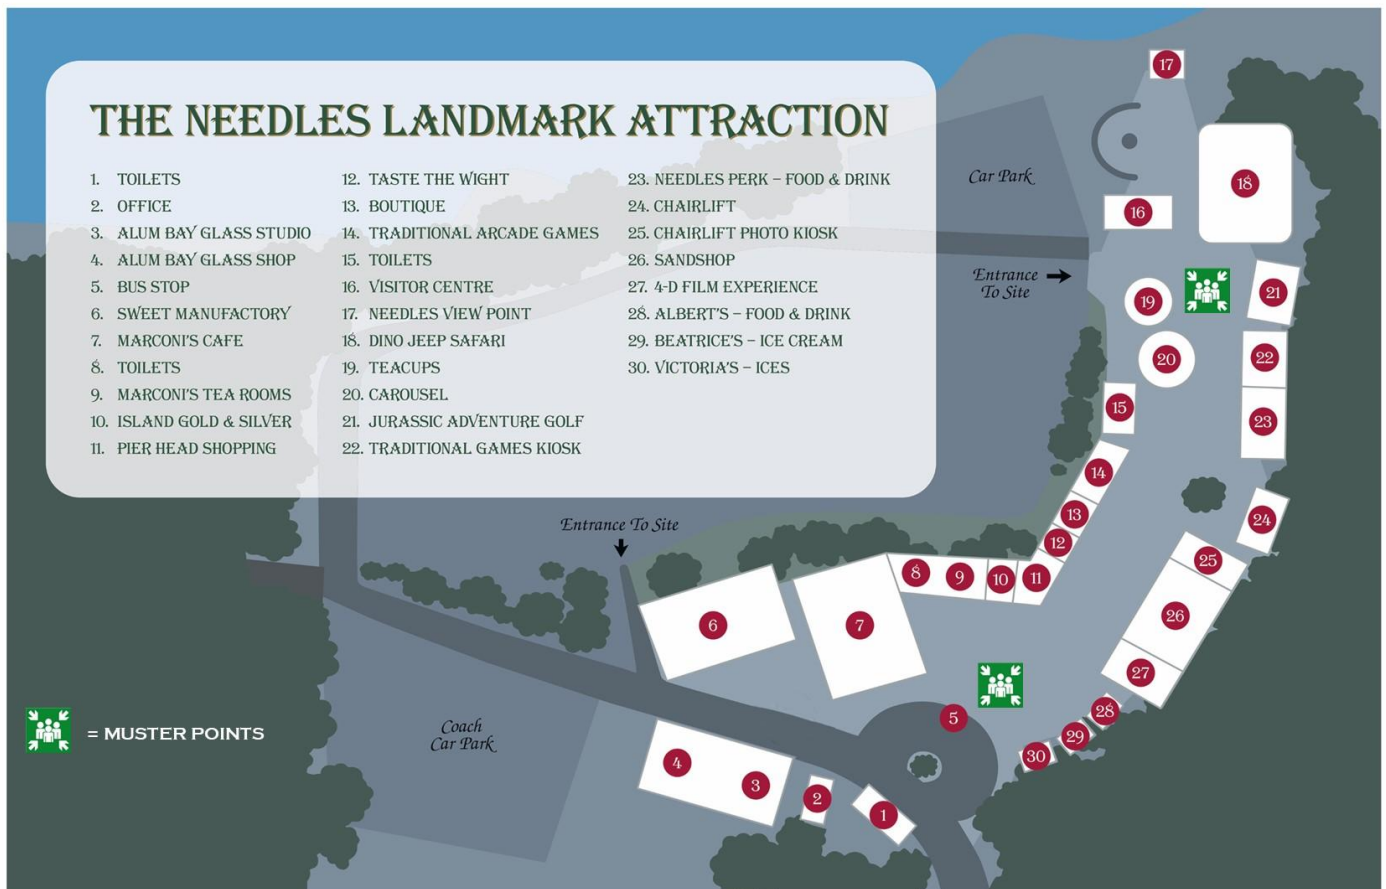 THE NEEDLES LANDMARK ATTRACTION
1. TOILETS
2. OFFICE
3. ALUM BAY GLASS STUDIO
4. ALUM BAY GLASS SHOP
5. BUS STOP
6. SWEET MANUFACTORY
7. MARCONI'S CAFE
8. TOILETS
9. MARCONI'S TEA ROOMS
10. ISLAND GOLD & SILVER
11. PIER HEAD SHOPPING
12. TASTE THE WIGHT
13. BOUTIQUE
14. TRADITIONAL ARCADE GAMES
15. TOILETS
16. VISITOR CENTRE
17. NEEDLES VIEW POINT
18. DINO JEEP SAFARI
19. TEACUPS
20. CAROUSEL
21. JURASSIC ADVENTURE GOLF
22. TRADITIONAL GAMES KIOSK
23. NEEDLES PERK – FOOD & DRINK
24. CHAIRLIFT
25. CHAIRLIFT PHOTO KIOSK
26. SANDSHOP
27. 4-D FILM EXPERIENCE
28. ALBERT'S – FOOD & DRINK
29. BEATRICE'S – ICE CREAM
30. VICTORIA'S – ICES
17
Car Park
18
16
Entrance
To Site
21
19
20
22
15
23
14
13
24
12
Entrance To Site
25
8
9
10
11
26
6
7
27
28
5
29
30
Coach
Car Park
= MUSTER POINTS
4
3
2
1